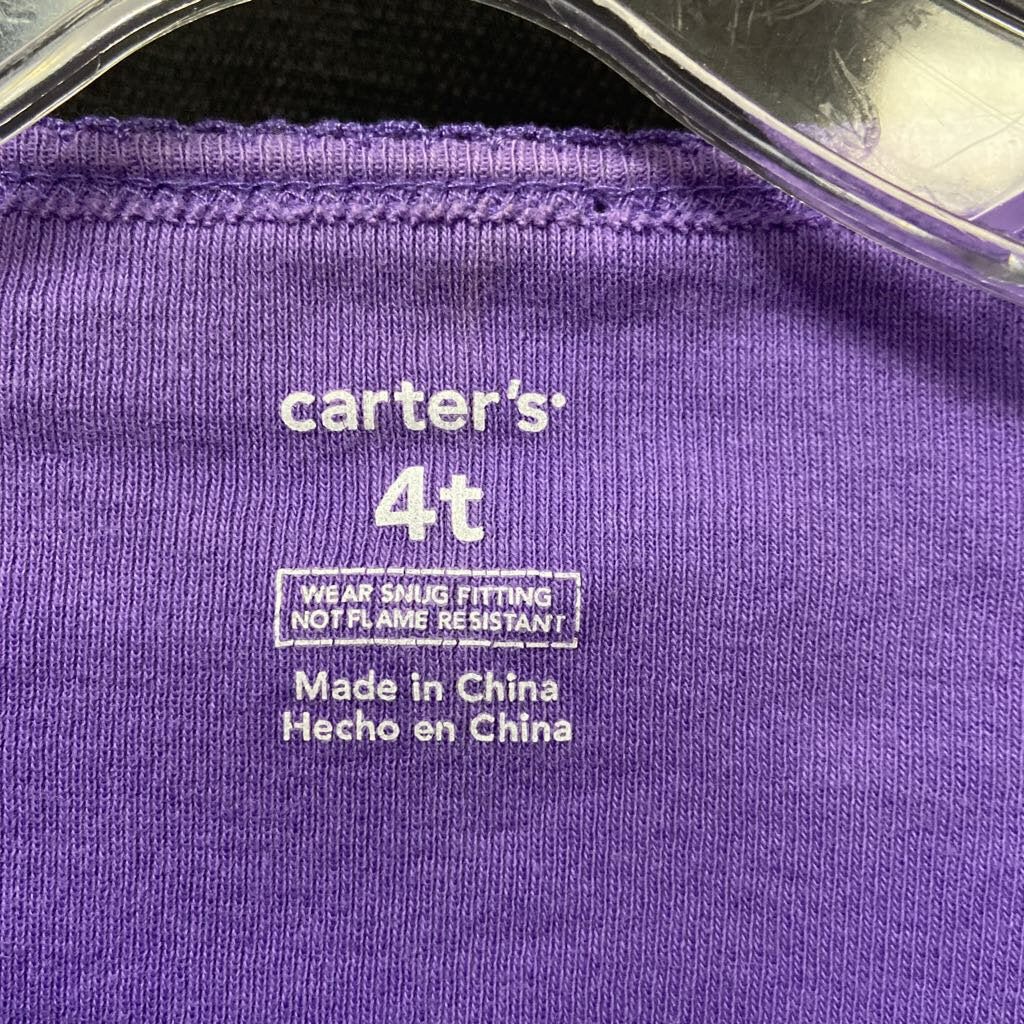 carter's
4t
WEAR SNUG FITTING
NOT FLAME RESISTANT
Made in China
Hecho en China